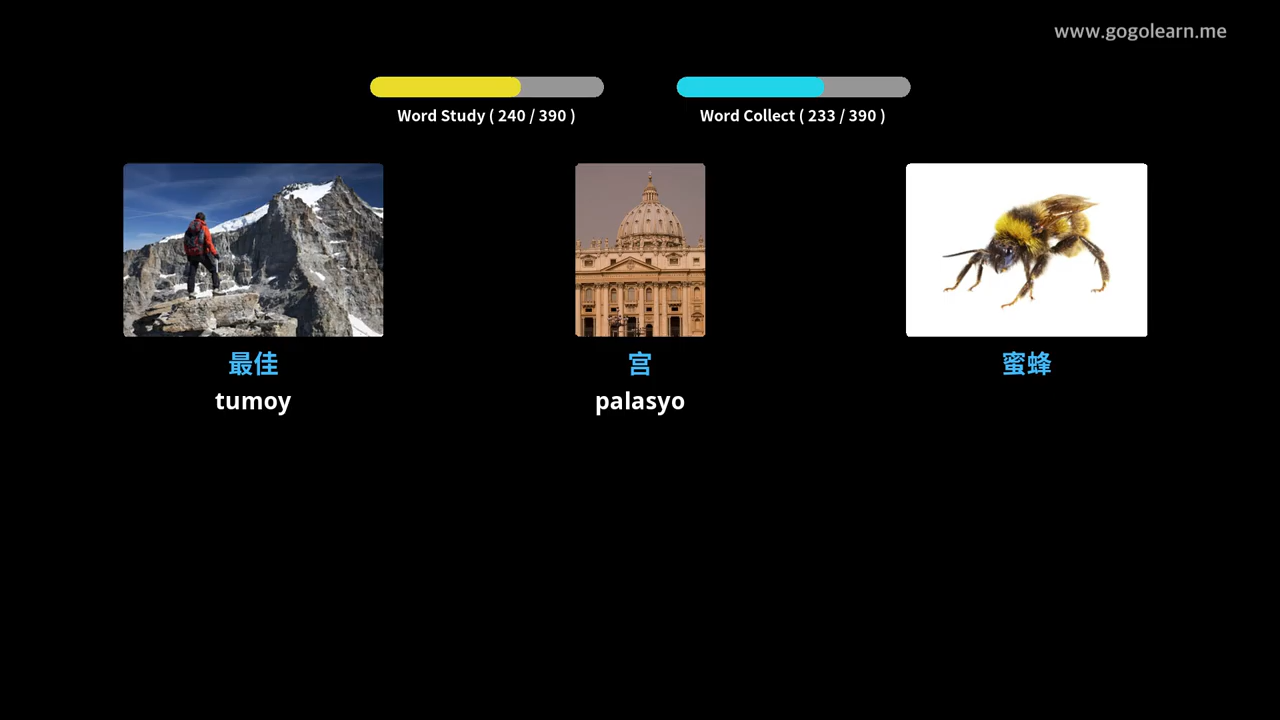 www.gogolearn.me
Word Study ( 240 / 390 )
Word Collect ( 233 / 390 )
最佳
宫
蜜蜂
tumoy
palasyo